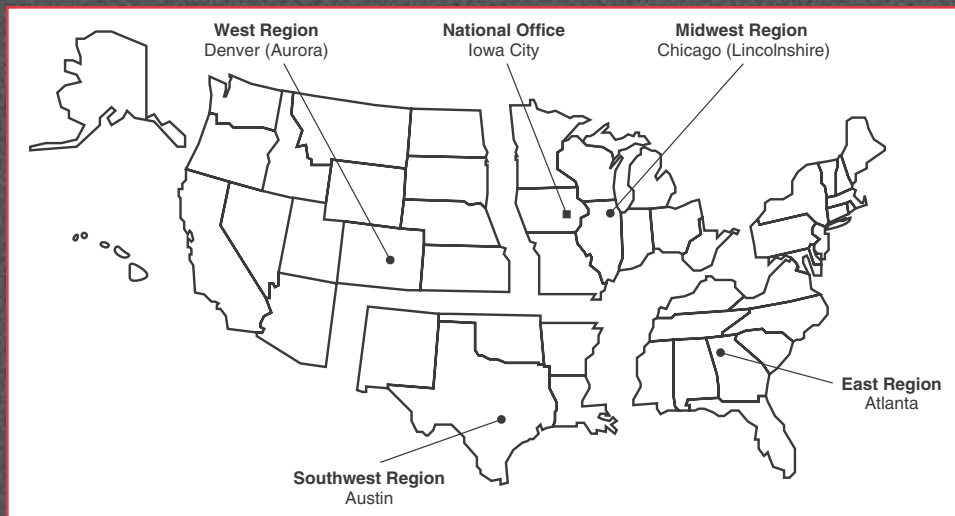 West Region
Denver (Aurora)
National Office
Iowa City
Midwest Region
Chicago (Lincolnshire)
East Region
Atlanta
Southwest Region
Austin